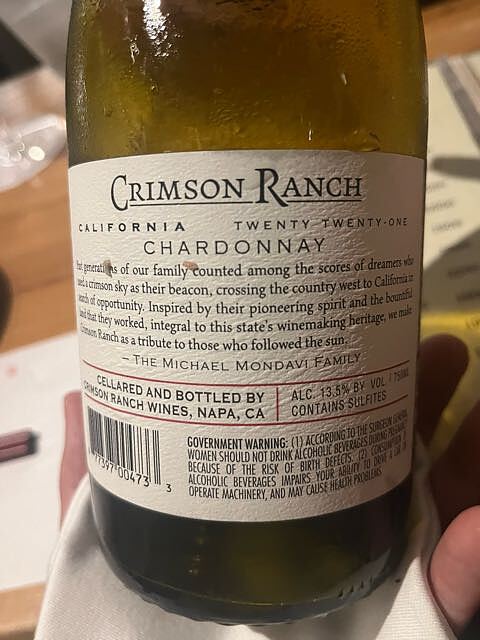 CRIMSON RANCH
CALIFORNIA TWENTY TWENTY-ONE
CHARDONNAY
of our family counted among the scores of dreamers who
a crimson sky as their beacon, crossing the country west to California in
search of opportunity. Inspired by their pioneering spirit and the bountiful
land that they worked, integral to this state's winemaking heritage, we make
Crimson Ranch as a tribute to those who followed the sun.
– THE MICHAEL MONDAVI FAMILY
CELLARED AND BOTTLED BY
CRIMSON RANCH WINES, NAPA, CA
ALC. 13.5% BY VOL / 750ML
CONTAINS SULFITES
GOVERNMENT WARNING: (1) ACCORDING TO THE SURGEON GENERAL,
WOMEN SHOULD NOT DRINK ALCOHOLIC BEVERAGES DURING PREGNANCY
BECAUSE OF THE RISK OF BIRTH DEFECTS. (2) CONSUMPTION OF
ALCOHOLIC BEVERAGES IMPAIRS YOUR ABILITY TO DRIVE A CAR OR
OPERATE MACHINERY, AND MAY CAUSE HEALTH PROBLEMS.
00473 3